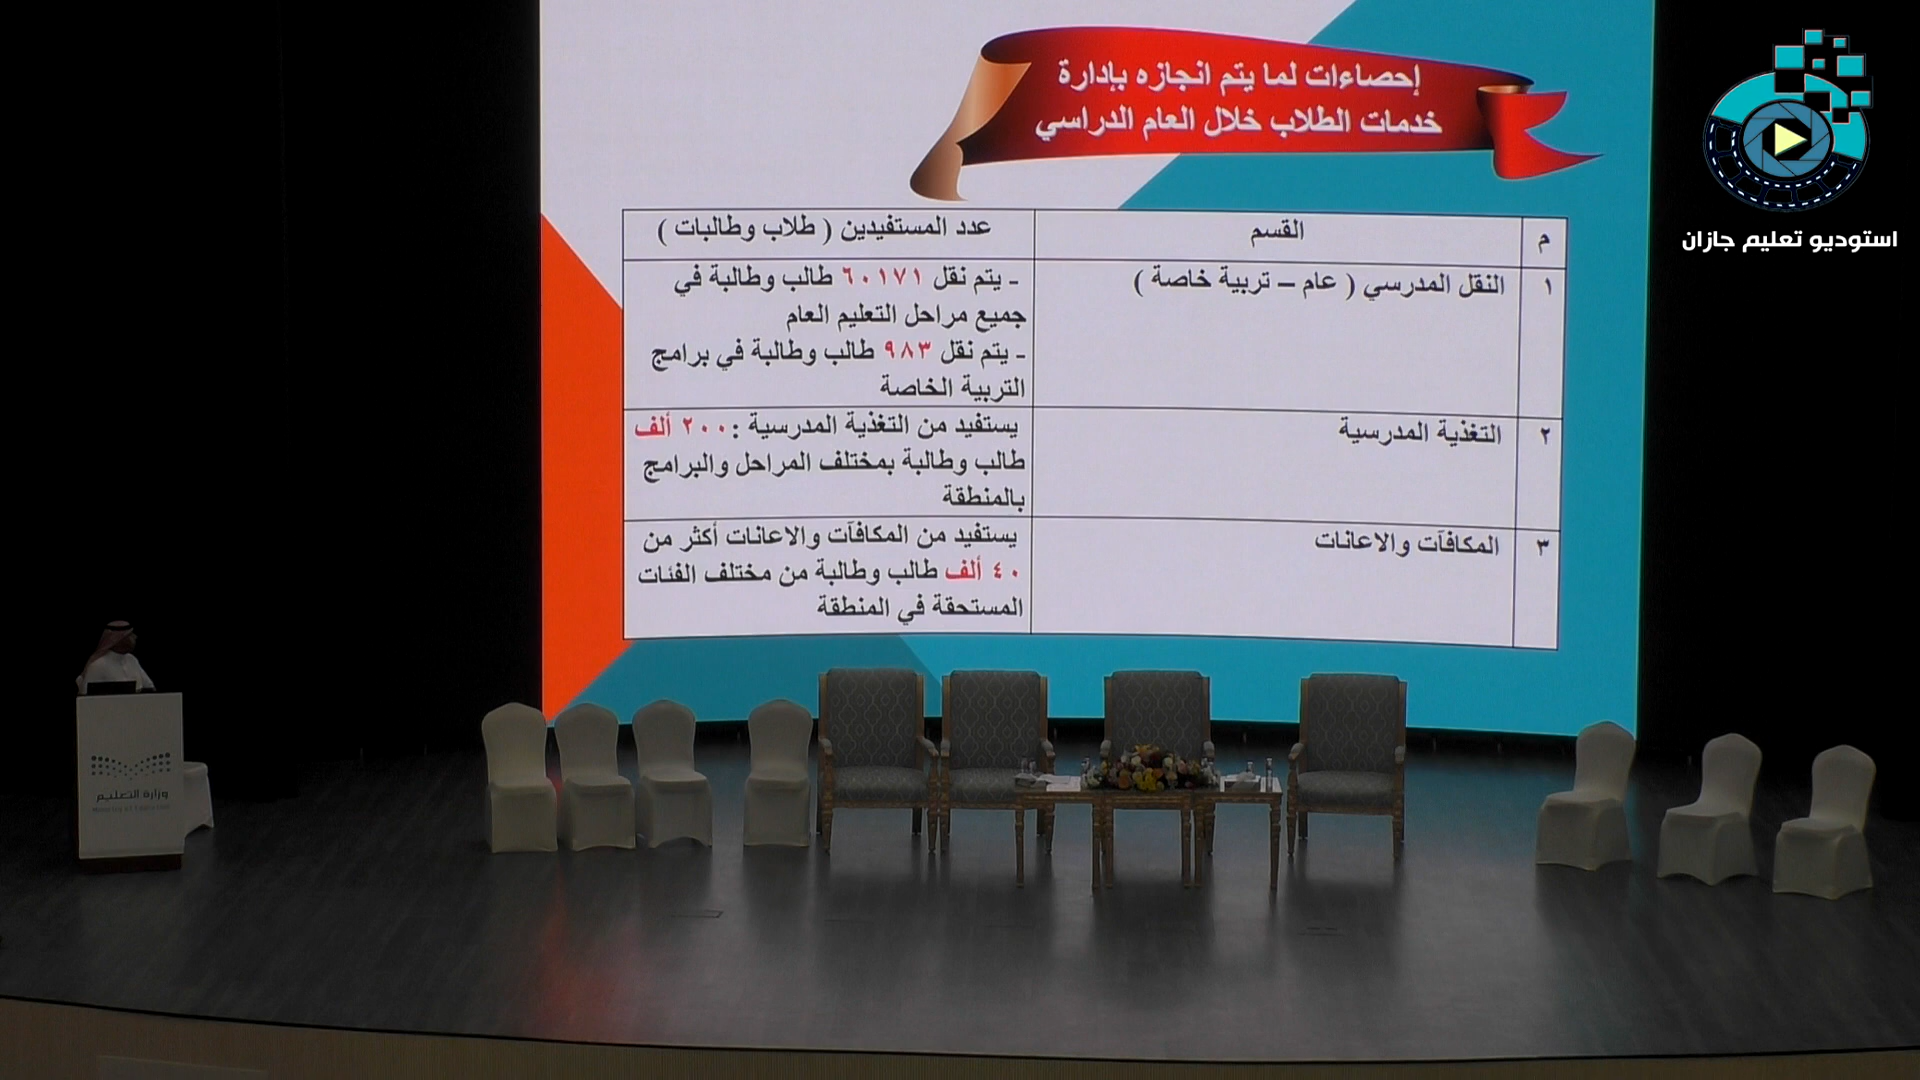 إحصاءات لما يتم انجازه بإدارة
خدمات الطلاب خلال العام الدراسي
استوديو تعليم جازان
م
القسم
عدد المستفيدين ( طلاب وطالبات )
١
النقل المدرسي ( عام – تربية خاصة )
- يتم نقل ٦٠١٧١ طالب وطالبة في
جميع مراحل التعليم العام
- يتم نقل ٩٨٣ طالب وطالبة في برامج
التربية الخاصة
٢
التغذية المدرسية
يستفيد من التغذية المدرسية : ٢٠٠ ألف
طالب وطالبة بمختلف المراحل والبرامج
بالمنطقة
٣
المكافآت والاعانات
يستفيد من المكافآت والاعانات أكثر من
٤٠ ألف طالب وطالبة من مختلف الفئات
المستحقة في المنطقة
وزارة التعليم
Ministry of Education